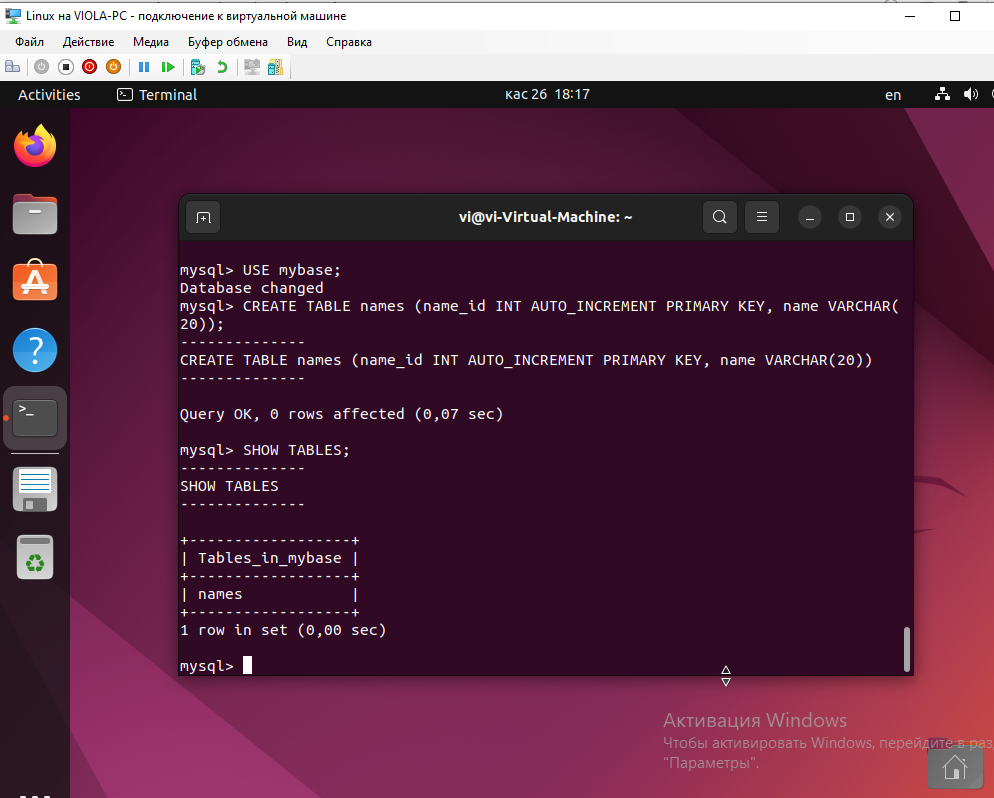 Linux на VIOLA-PC - подключение к виртуальной машине
Файл Действие Медиа Буфер обмена Вид Справка
Activities Terminal кас 26 18:17 en
vi@vi-Virtual-Machine: ~
mysql> USE mybase;
Database changed
mysql> CREATE TABLE names (name_id INT AUTO_INCREMENT PRIMARY KEY, name VARCHAR(
20));
--------------
CREATE TABLE names (name_id INT AUTO_INCREMENT PRIMARY KEY, name VARCHAR(20))
--------------
Query OK, 0 rows affected (0,07 sec)
mysql> SHOW TABLES;
--------------
SHOW TABLES
--------------
+------------------+
| Tables_in_mybase |
+------------------+
| names            |
+------------------+
1 row in set (0,00 sec)
mysql>
Активация Windows
Чтобы активировать Windows, перейдите в раз
"Параметры".